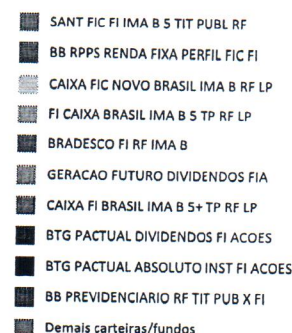 SANT FIC FI IMA B 5 TIT PUBL RF
BB RPPS RENDA FIXA PERFIL FIC FI
CAIXA FIC NOVO BRASIL IMA B RF LP
FI CAIXA BRASIL IMA B 5 TP RF LP
BRADESCO FI RF IMA B
GERACAO FUTURO DIVIDENDOS FIA
CAIXA FI BRASIL IMA B 5+ TP RF LP
BTG PACTUAL DIVIDENDOS FI ACOES
BTG PACTUAL ABSOLUTO INST FI ACOES
BB PREVIDENCIARIO RF TIT PUB X FI
Demais carteiras/fundos